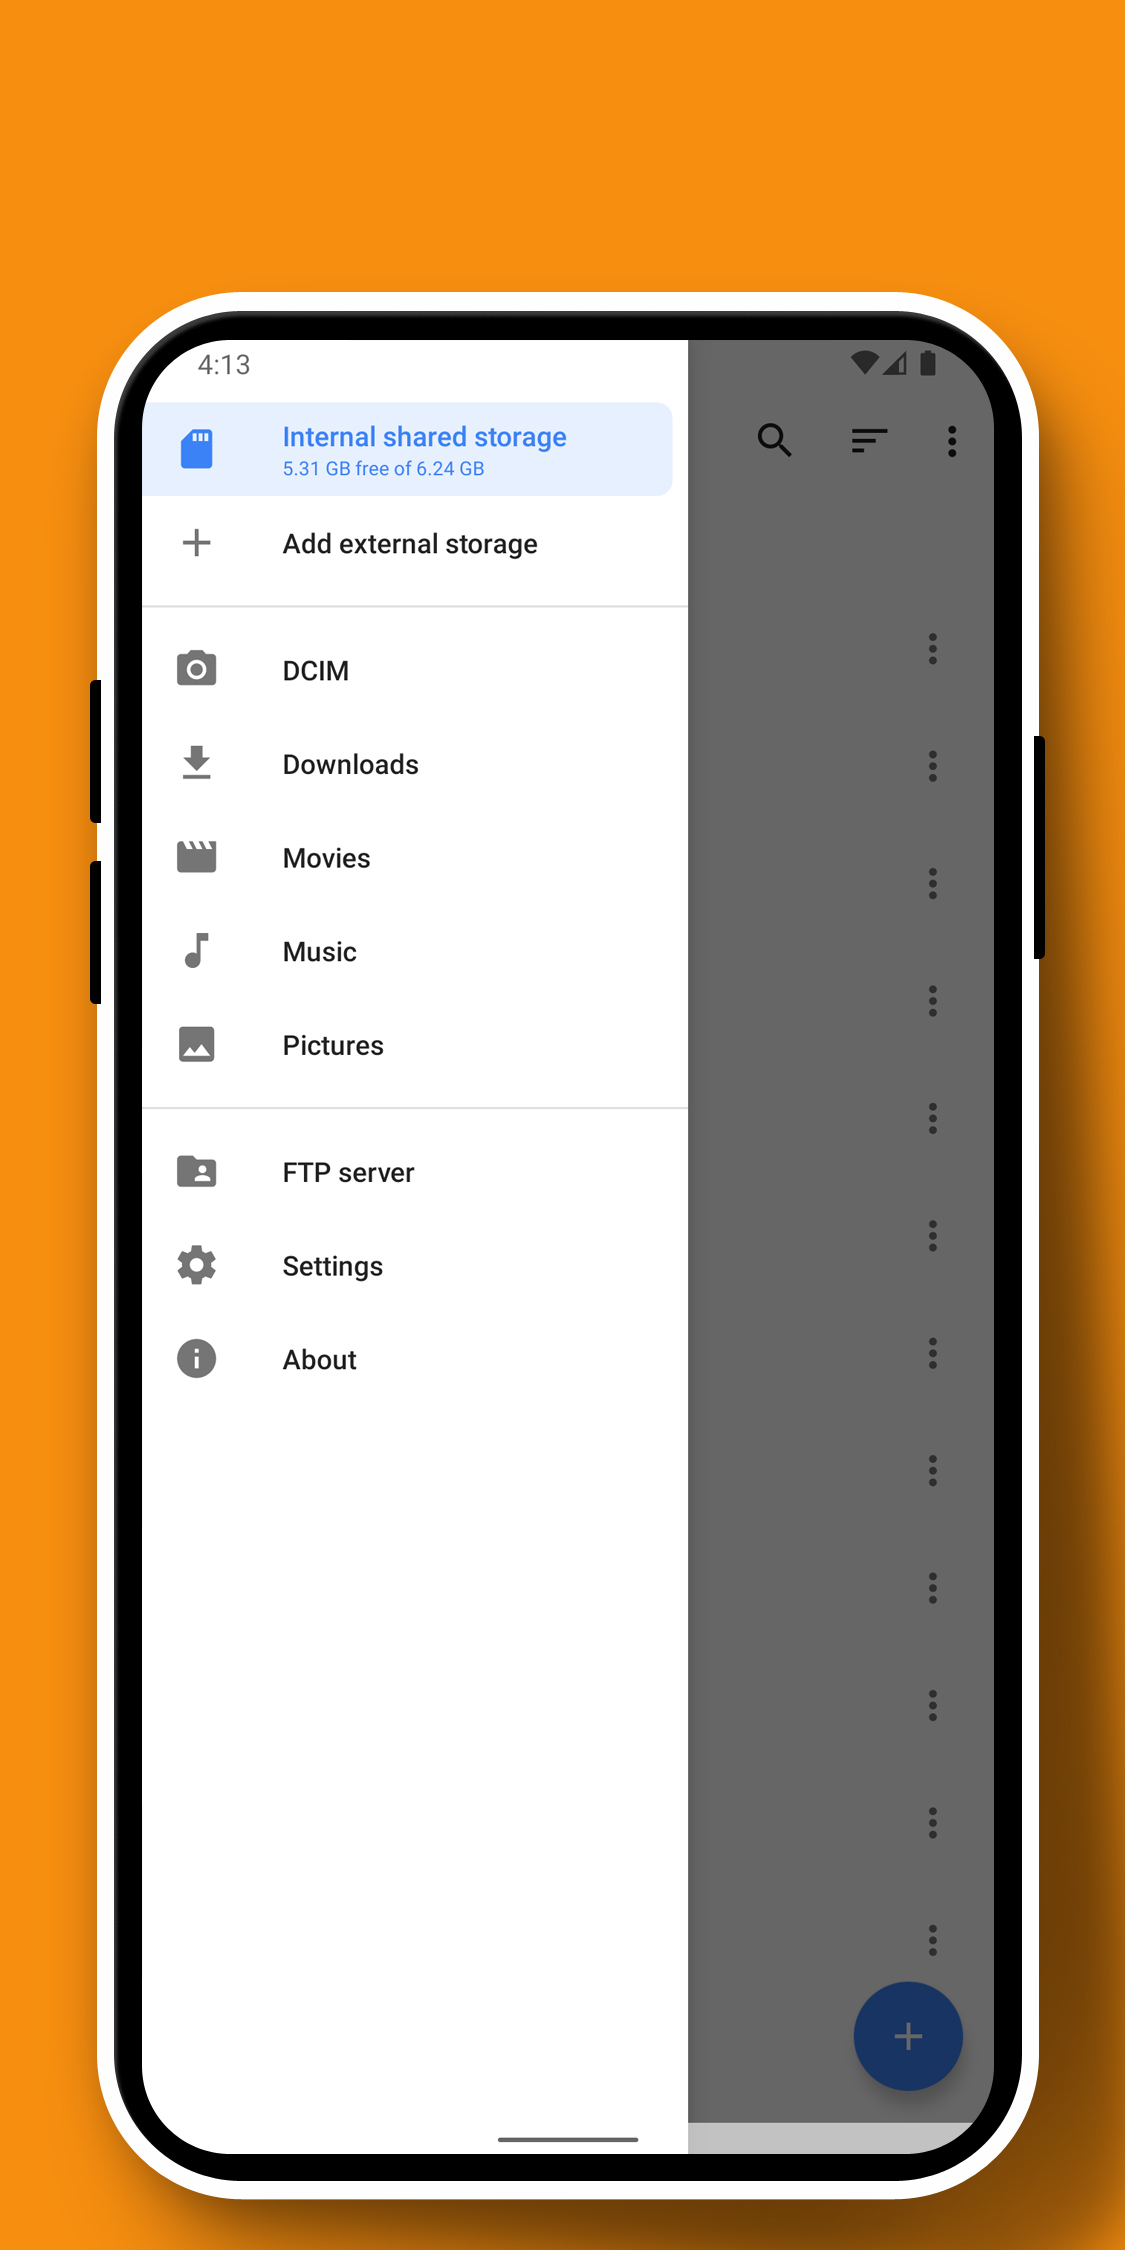 4:13
Internal shared storage
5.31 GB free of 6.24 GB
Add external storage
DCIM
Downloads
Movies
Music
Pictures
FTP server
Settings
About